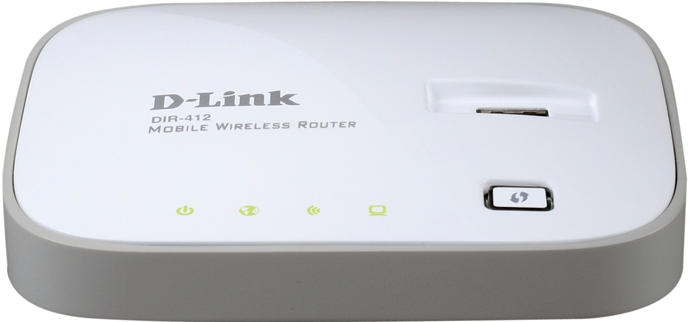 D-Link
DIR-412
MOBILE WIRELESS ROUTER